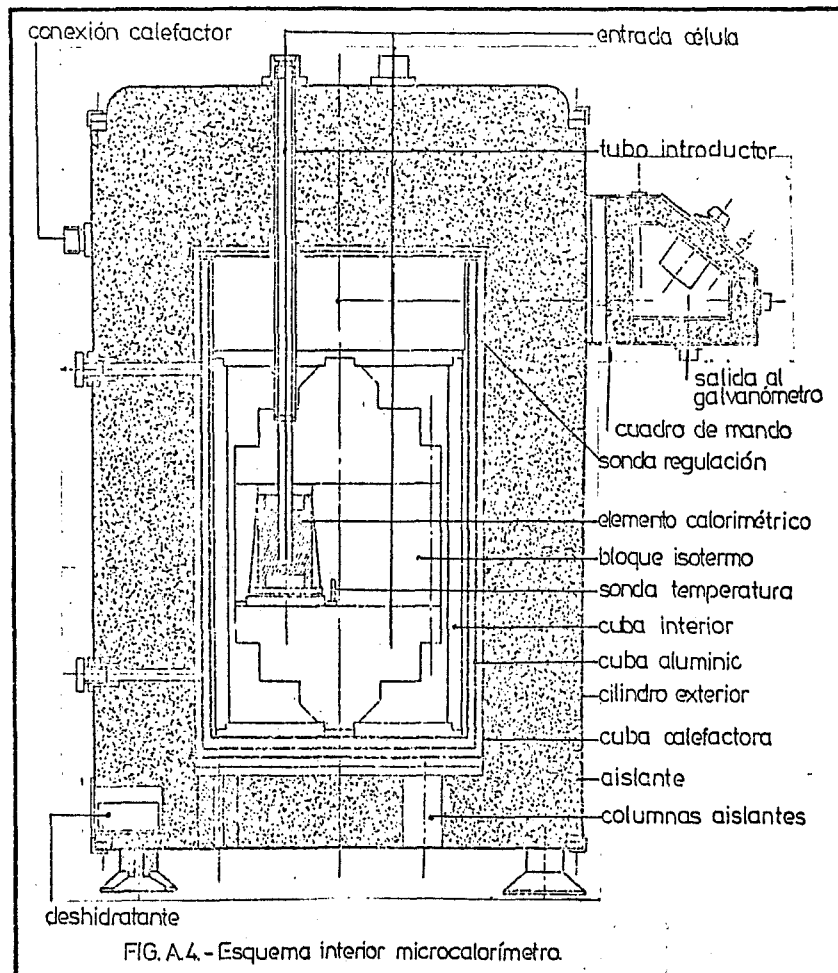 conexión calefactor
entrada célula
tubo introductor
salida al
galvanómetro
cuadro de mando
sonda regulación
elemento calorimétrico
bloque isotermo
sonda temperatura
cuba interior
cuba aluminic
cilindro exterior
cuba calefactora
aislante
columnas aislantes
deshidratante
FIG. A.4.- Esquema interior microcalorímetro